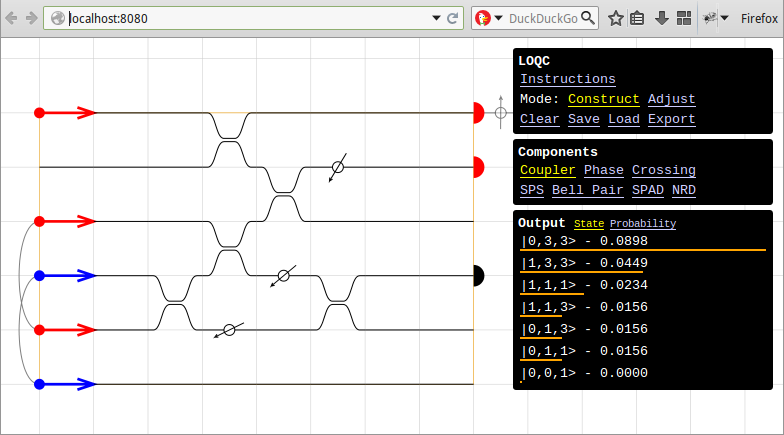 localhost:8080
DuckDuckGo
Firefox
LOQC
Instructions
Mode: Construct Adjust
Clear Save Load Export
Components
Coupler Phase Crossing
SPS Bell Pair SPAD NRD
Output State Probability
|0,3,3> - 0.0898
|1,3,3> - 0.0449
|1,1,1> - 0.0234
|1,1,3> - 0.0156
|0,1,3> - 0.0156
|0,1,1> - 0.0156
|0,0,1> - 0.0000